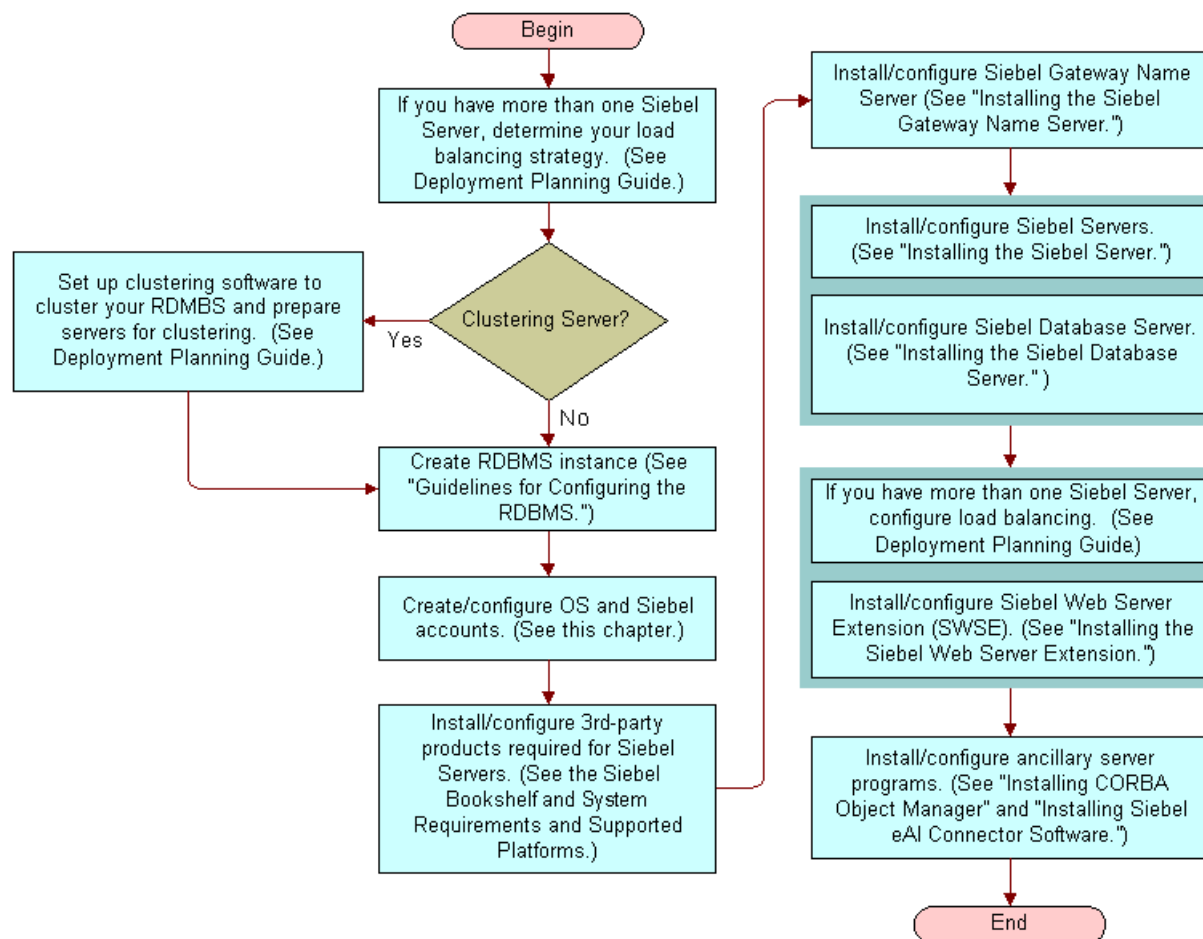 Begin
If you have more than one Siebel
Server, determine your load
balancing strategy. (See
Deployment Planning Guide.)
Clustering Server?
Yes
No
Set up clustering software to
cluster your RDMBS and prepare
servers for clustering. (See
Deployment Planning Guide.)
Create RDBMS instance (See
"Guidelines for Configuring the
RDBMS.")
Create/configure OS and Siebel
accounts. (See this chapter.)
Install/configure 3rd-party
products required for Siebel
Servers. (See the Siebel
Bookshelf and System
Requirements and Supported
Platforms.)
Install/configure Siebel Gateway Name
Server (See "Installing the Siebel
Gateway Name Server.")
Install/configure Siebel Servers.
(See "Installing the Siebel Server.")
Install/configure Siebel Database Server.
(See "Installing the Siebel Database
Server." )
If you have more than one Siebel Server,
configure load balancing. (See
Deployment Planning Guide.)
Install/configure Siebel Web Server
Extension (SWSE). (See "Installing the
Siebel Web Server Extension.")
Install/configure ancillary server
programs. (See "Installing CORBA
Object Manager" and "Installing Siebel
eAI Connector Software.")
End